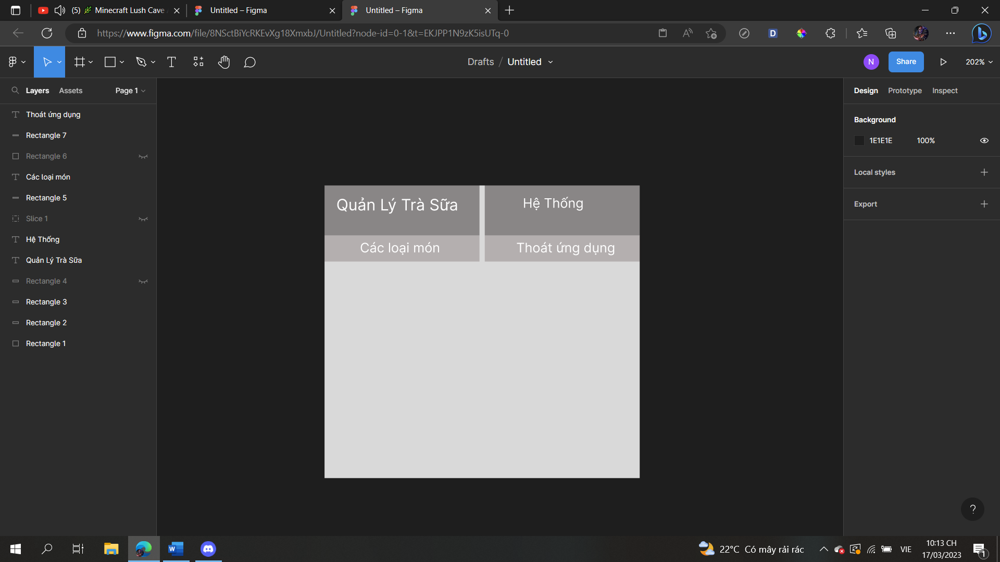 (5) Minecraft Lush Cave
Untitled – Figma
Untitled – Figma
https://www.figma.com/file/8NSctBiYcRKEvXg18XmxbJ/Untitled?node-id=0-1&t=EKJPP1N9zK5isUTq-0
D
Drafts / Untitled
N
Share
202%
Layers
Assets
Page 1
Thoát ứng dụng
Rectangle 7
Rectangle 6
Các loại món
Rectangle 5
Slice 1
Hệ Thống
Quản Lý Trà Sữa
Rectangle 4
Rectangle 3
Rectangle 2
Rectangle 1
Quản Lý Trà Sữa
Hệ Thống
Các loại món
Thoát ứng dụng
Design
Prototype
Inspect
Background
1E1E1E
100%
Local styles
Export
?
W
22°C Có mây rải rác
VIE
10:13 CH
17/03/2023
1